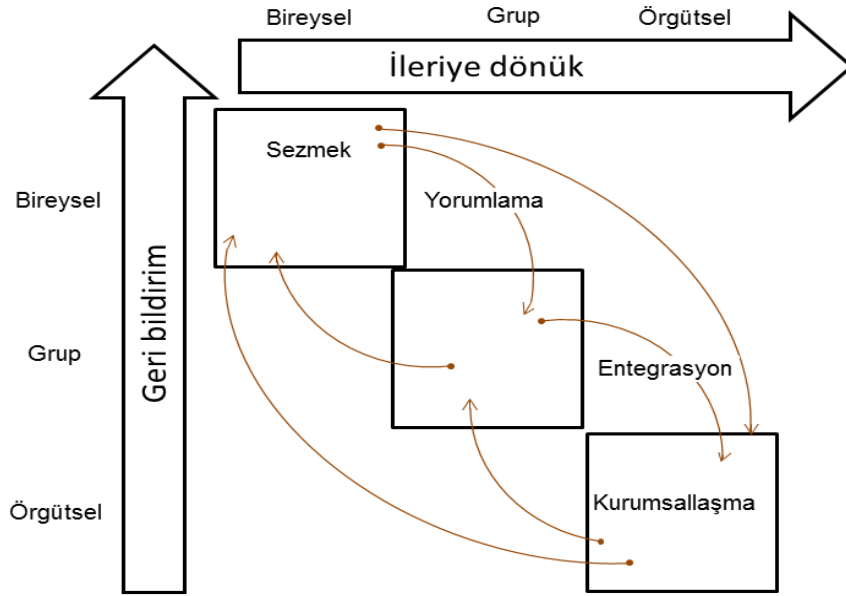 Bireysel
Grup
Örgütsel
İleriye dönük
Sezmek
Bireysel
Yorumlama
Geri bildirim
Grup
Entegrasyon
Örgütsel
Kurumsallaşma